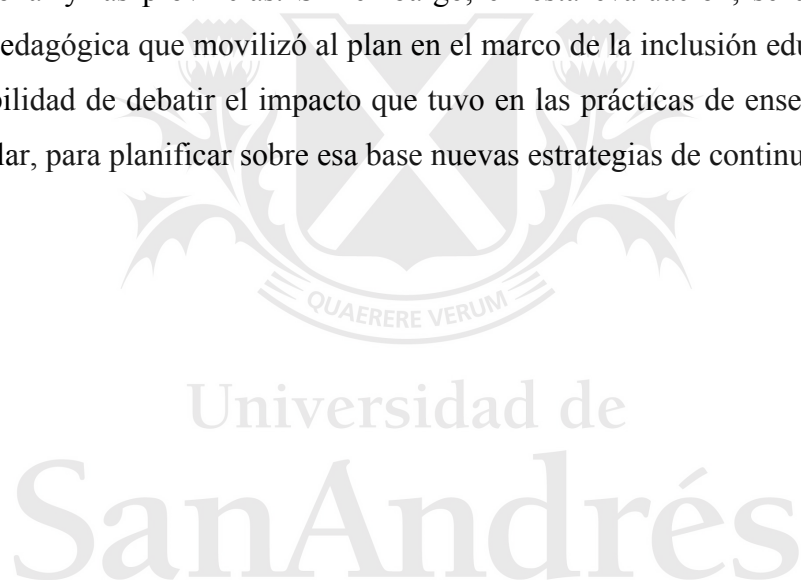 y las provincias. Sin embargo, en esta evaluación,
edagógica que movilizó al plan en el marco de la inclusión edu
bilidad de debatir el impacto que tuvo en las prácticas de ense
lar, para planificar sobre esa base nuevas estrategias de continu
QUAERERE VERUM
Universidad de
SanAndrés